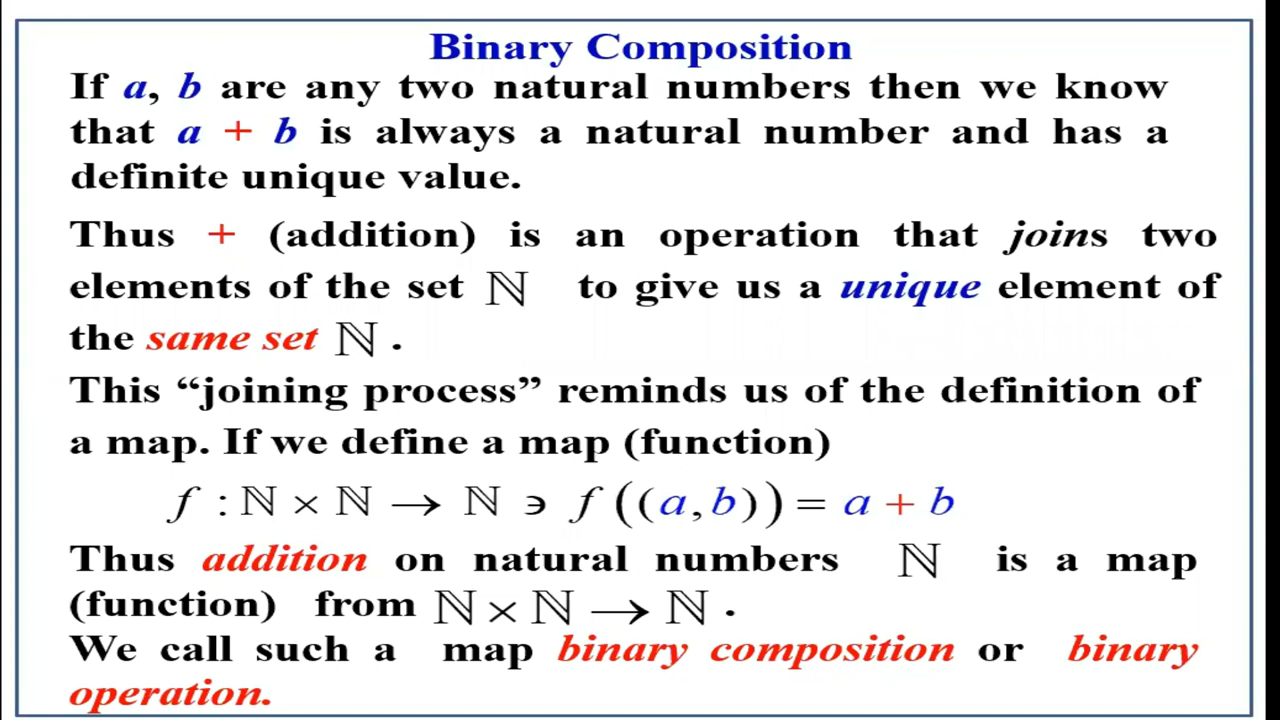 Binary Composition
If a, b are any two natural numbers then we know
that a + b is always a natural number and has a
definite unique value.
Thus + (addition) is an operation that joins two
elements of the set ℕ to give us a unique element of
the same set ℕ .
This “joining process” reminds us of the definition of
a map. If we define a map (function)
f : ℕ × ℕ → ℕ ∍ f ((a, b)) = a + b
Thus addition on natural numbers ℕ is a map
(function) from ℕ × ℕ → ℕ .
We call such a map binary composition or binary
operation.